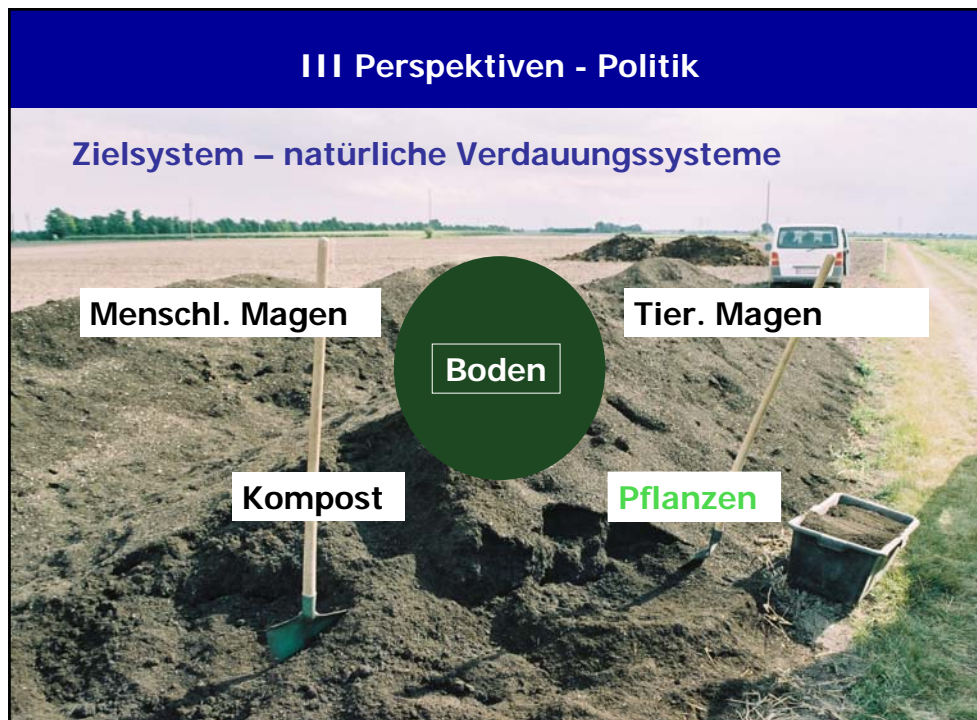 III Perspektiven - Politik
Zielsystem – natürliche Verdauungssysteme
Menschl. Magen
Tier. Magen
Boden
Kompost
Pflanzen